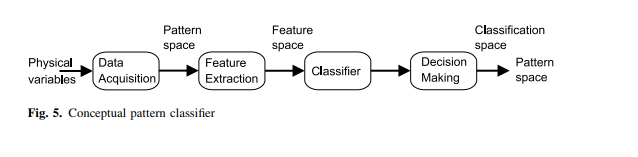 Pattern
space
Feature
space
Classification
space
Physical
variables
Data
Acquisition
Feature
Extraction
Classifier
Decision
Making
Pattern
space
Fig. 5. Conceptual pattern classifier